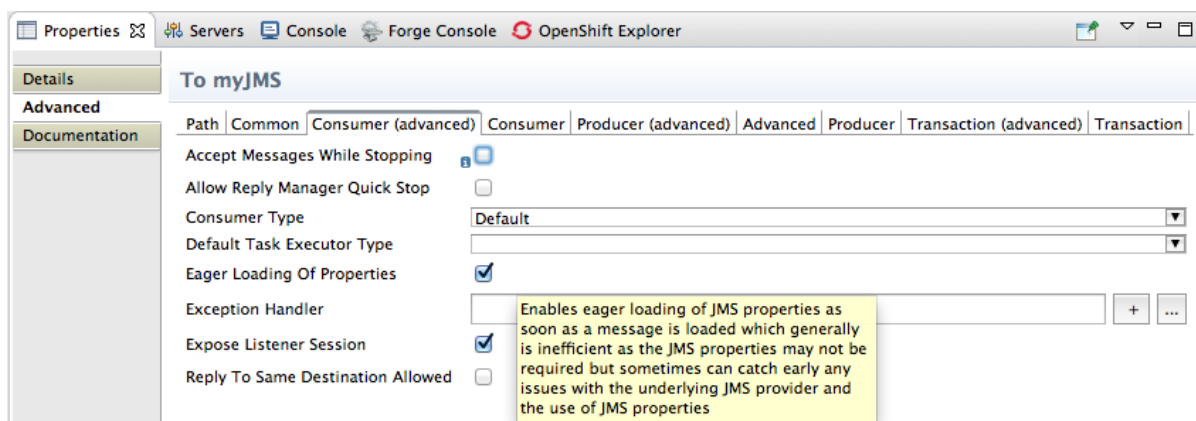 Properties Servers Console Forge Console OpenShift Explorer
Details
Advanced
Documentation
To myJMS
Path Common Consumer (advanced) Consumer Producer (advanced) Advanced Producer Transaction (advanced) Transaction
Accept Messages While Stopping
Allow Reply Manager Quick Stop
Consumer Type Default
Default Task Executor Type
Eager Loading Of Properties
Exception Handler + ...
Enables eager loading of JMS properties as
soon as a message is loaded which generally
is inefficient as the JMS properties may not be
required but sometimes can catch early any
issues with the underlying JMS provider and
the use of JMS properties
Expose Listener Session
Reply To Same Destination Allowed